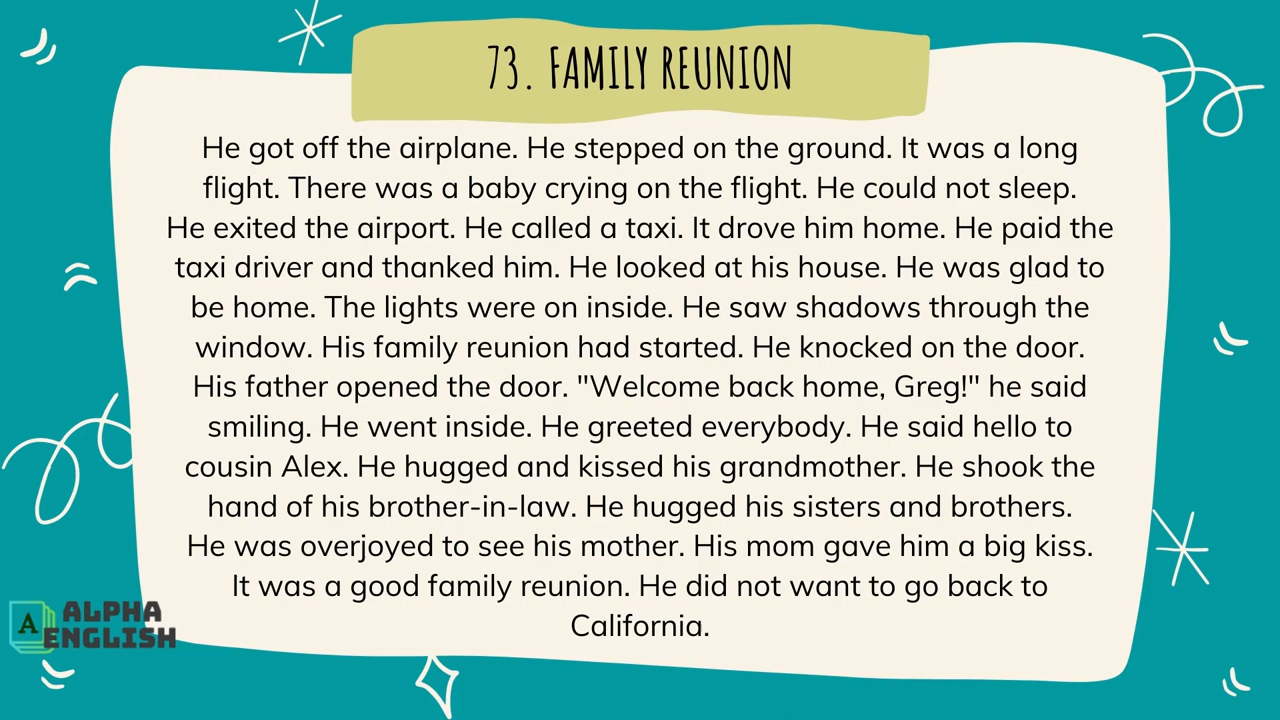 73. FAMILY REUNION
He got off the airplane. He stepped on the ground. It was a long
flight. There was a baby crying on the flight. He could not sleep.
He exited the airport. He called a taxi. It drove him home. He paid the
taxi driver and thanked him. He looked at his house. He was glad to
be home. The lights were on inside. He saw shadows through the
window. His family reunion had started. He knocked on the door.
His father opened the door. "Welcome back home, Greg!" he said
smiling. He went inside. He greeted everybody. He said hello to
cousin Alex. He hugged and kissed his grandmother. He shook the
hand of his brother-in-law. He hugged his sisters and brothers.
He was overjoyed to see his mother. His mom gave him a big kiss.
It was a good family reunion. He did not want to go back to
California.
A
ALPHA
ENGLISH